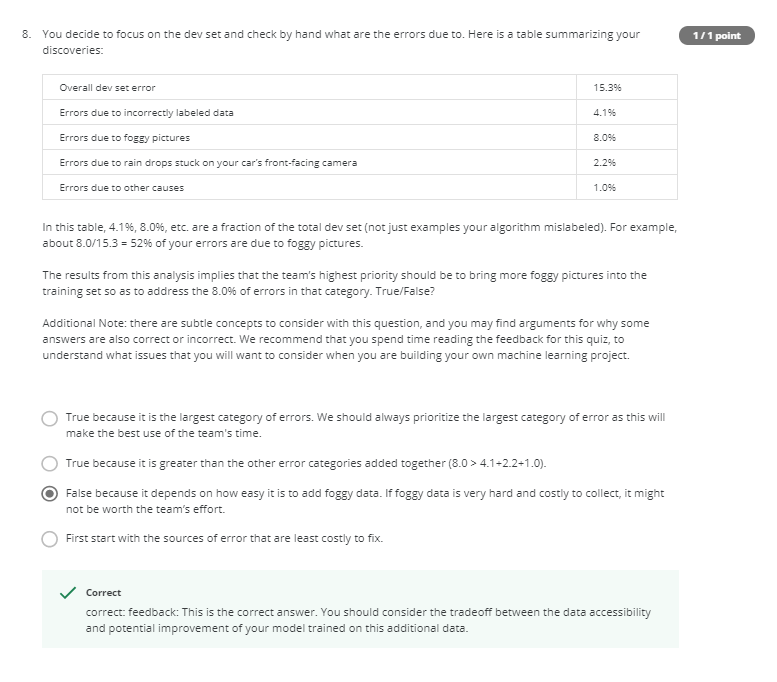 8. You decide to focus on the dev set and check by hand what are the errors due to. Here is a table summarizing your
discoveries:
1 / 1 point
Overall dev set error 15.3%
Errors due to incorrectly labeled data 4.1%
Errors due to foggy pictures 8.0%
Errors due to rain drops stuck on your car's front-facing camera 2.2%
Errors due to other causes 1.0%
In this table, 4.1%, 8.0%, etc. are a fraction of the total dev set (not just examples your algorithm mislabeled). For example,
about 8.0/15.3 = 52% of your errors are due to foggy pictures.
The results from this analysis implies that the team's highest priority should be to bring more foggy pictures into the
training set so as to address the 8.0% of errors in that category. True/False?
Additional Note: there are subtle concepts to consider with this question, and you may find arguments for why some
answers are also correct or incorrect. We recommend that you spend time reading the feedback for this quiz, to
understand what issues that you will want to consider when you are building your own machine learning project.
True because it is the largest category of errors. We should always prioritize the largest category of error as this will
make the best use of the team's time.
True because it is greater than the other error categories added together (8.0 > 4.1+2.2+1.0).
False because it depends on how easy it is to add foggy data. If foggy data is very hard and costly to collect, it might
not be worth the team's effort.
First start with the sources of error that are least costly to fix.
Correct
correct: feedback: This is the correct answer. You should consider the tradeoff between the data accessibility
and potential improvement of your model trained on this additional data.